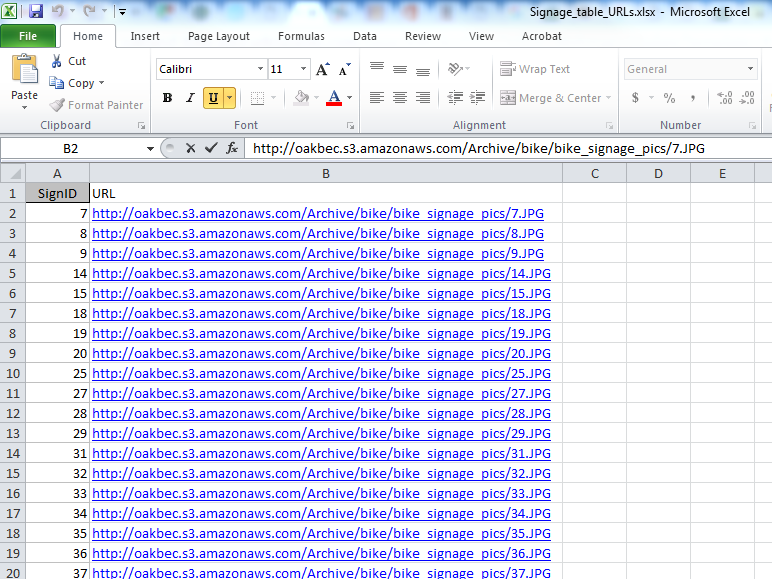 Signage_table_URLs.xlsx - Microsoft Excel
File Home Insert Page Layout Formulas Data Review View Acrobat
Paste Cut Copy Format Painter
Calibri 11 A A
B I U A
Wrap Text
Merge & Center
General
$ % , .00 .0
Clipboard Font Alignment Number
B2 fx http://oakbec.s3.amazonaws.com/Archive/bike/bike_signage_pics/7.JPG
A B C D E
1 SignID URL
2 7 http://oakbec.s3.amazonaws.com/Archive/bike/bike_signage_pics/7.JPG
3 8 http://oakbec.s3.amazonaws.com/Archive/bike/bike_signage_pics/8.JPG
4 9 http://oakbec.s3.amazonaws.com/Archive/bike/bike_signage_pics/9.JPG
5 14 http://oakbec.s3.amazonaws.com/Archive/bike/bike_signage_pics/14.JPG
6 15 http://oakbec.s3.amazonaws.com/Archive/bike/bike_signage_pics/15.JPG
7 18 http://oakbec.s3.amazonaws.com/Archive/bike/bike_signage_pics/18.JPG
8 19 http://oakbec.s3.amazonaws.com/Archive/bike/bike_signage_pics/19.JPG
9 20 http://oakbec.s3.amazonaws.com/Archive/bike/bike_signage_pics/20.JPG
10 25 http://oakbec.s3.amazonaws.com/Archive/bike/bike_signage_pics/25.JPG
11 27 http://oakbec.s3.amazonaws.com/Archive/bike/bike_signage_pics/27.JPG
12 28 http://oakbec.s3.amazonaws.com/Archive/bike/bike_signage_pics/28.JPG
13 29 http://oakbec.s3.amazonaws.com/Archive/bike/bike_signage_pics/29.JPG
14 31 http://oakbec.s3.amazonaws.com/Archive/bike/bike_signage_pics/31.JPG
15 32 http://oakbec.s3.amazonaws.com/Archive/bike/bike_signage_pics/32.JPG
16 33 http://oakbec.s3.amazonaws.com/Archive/bike/bike_signage_pics/33.JPG
17 34 http://oakbec.s3.amazonaws.com/Archive/bike/bike_signage_pics/34.JPG
18 35 http://oakbec.s3.amazonaws.com/Archive/bike/bike_signage_pics/35.JPG
19 36 http://oakbec.s3.amazonaws.com/Archive/bike/bike_signage_pics/36.JPG
20 37 http://oakbec.s3.amazonaws.com/Archive/bike/bike_signage_pics/37.JPG